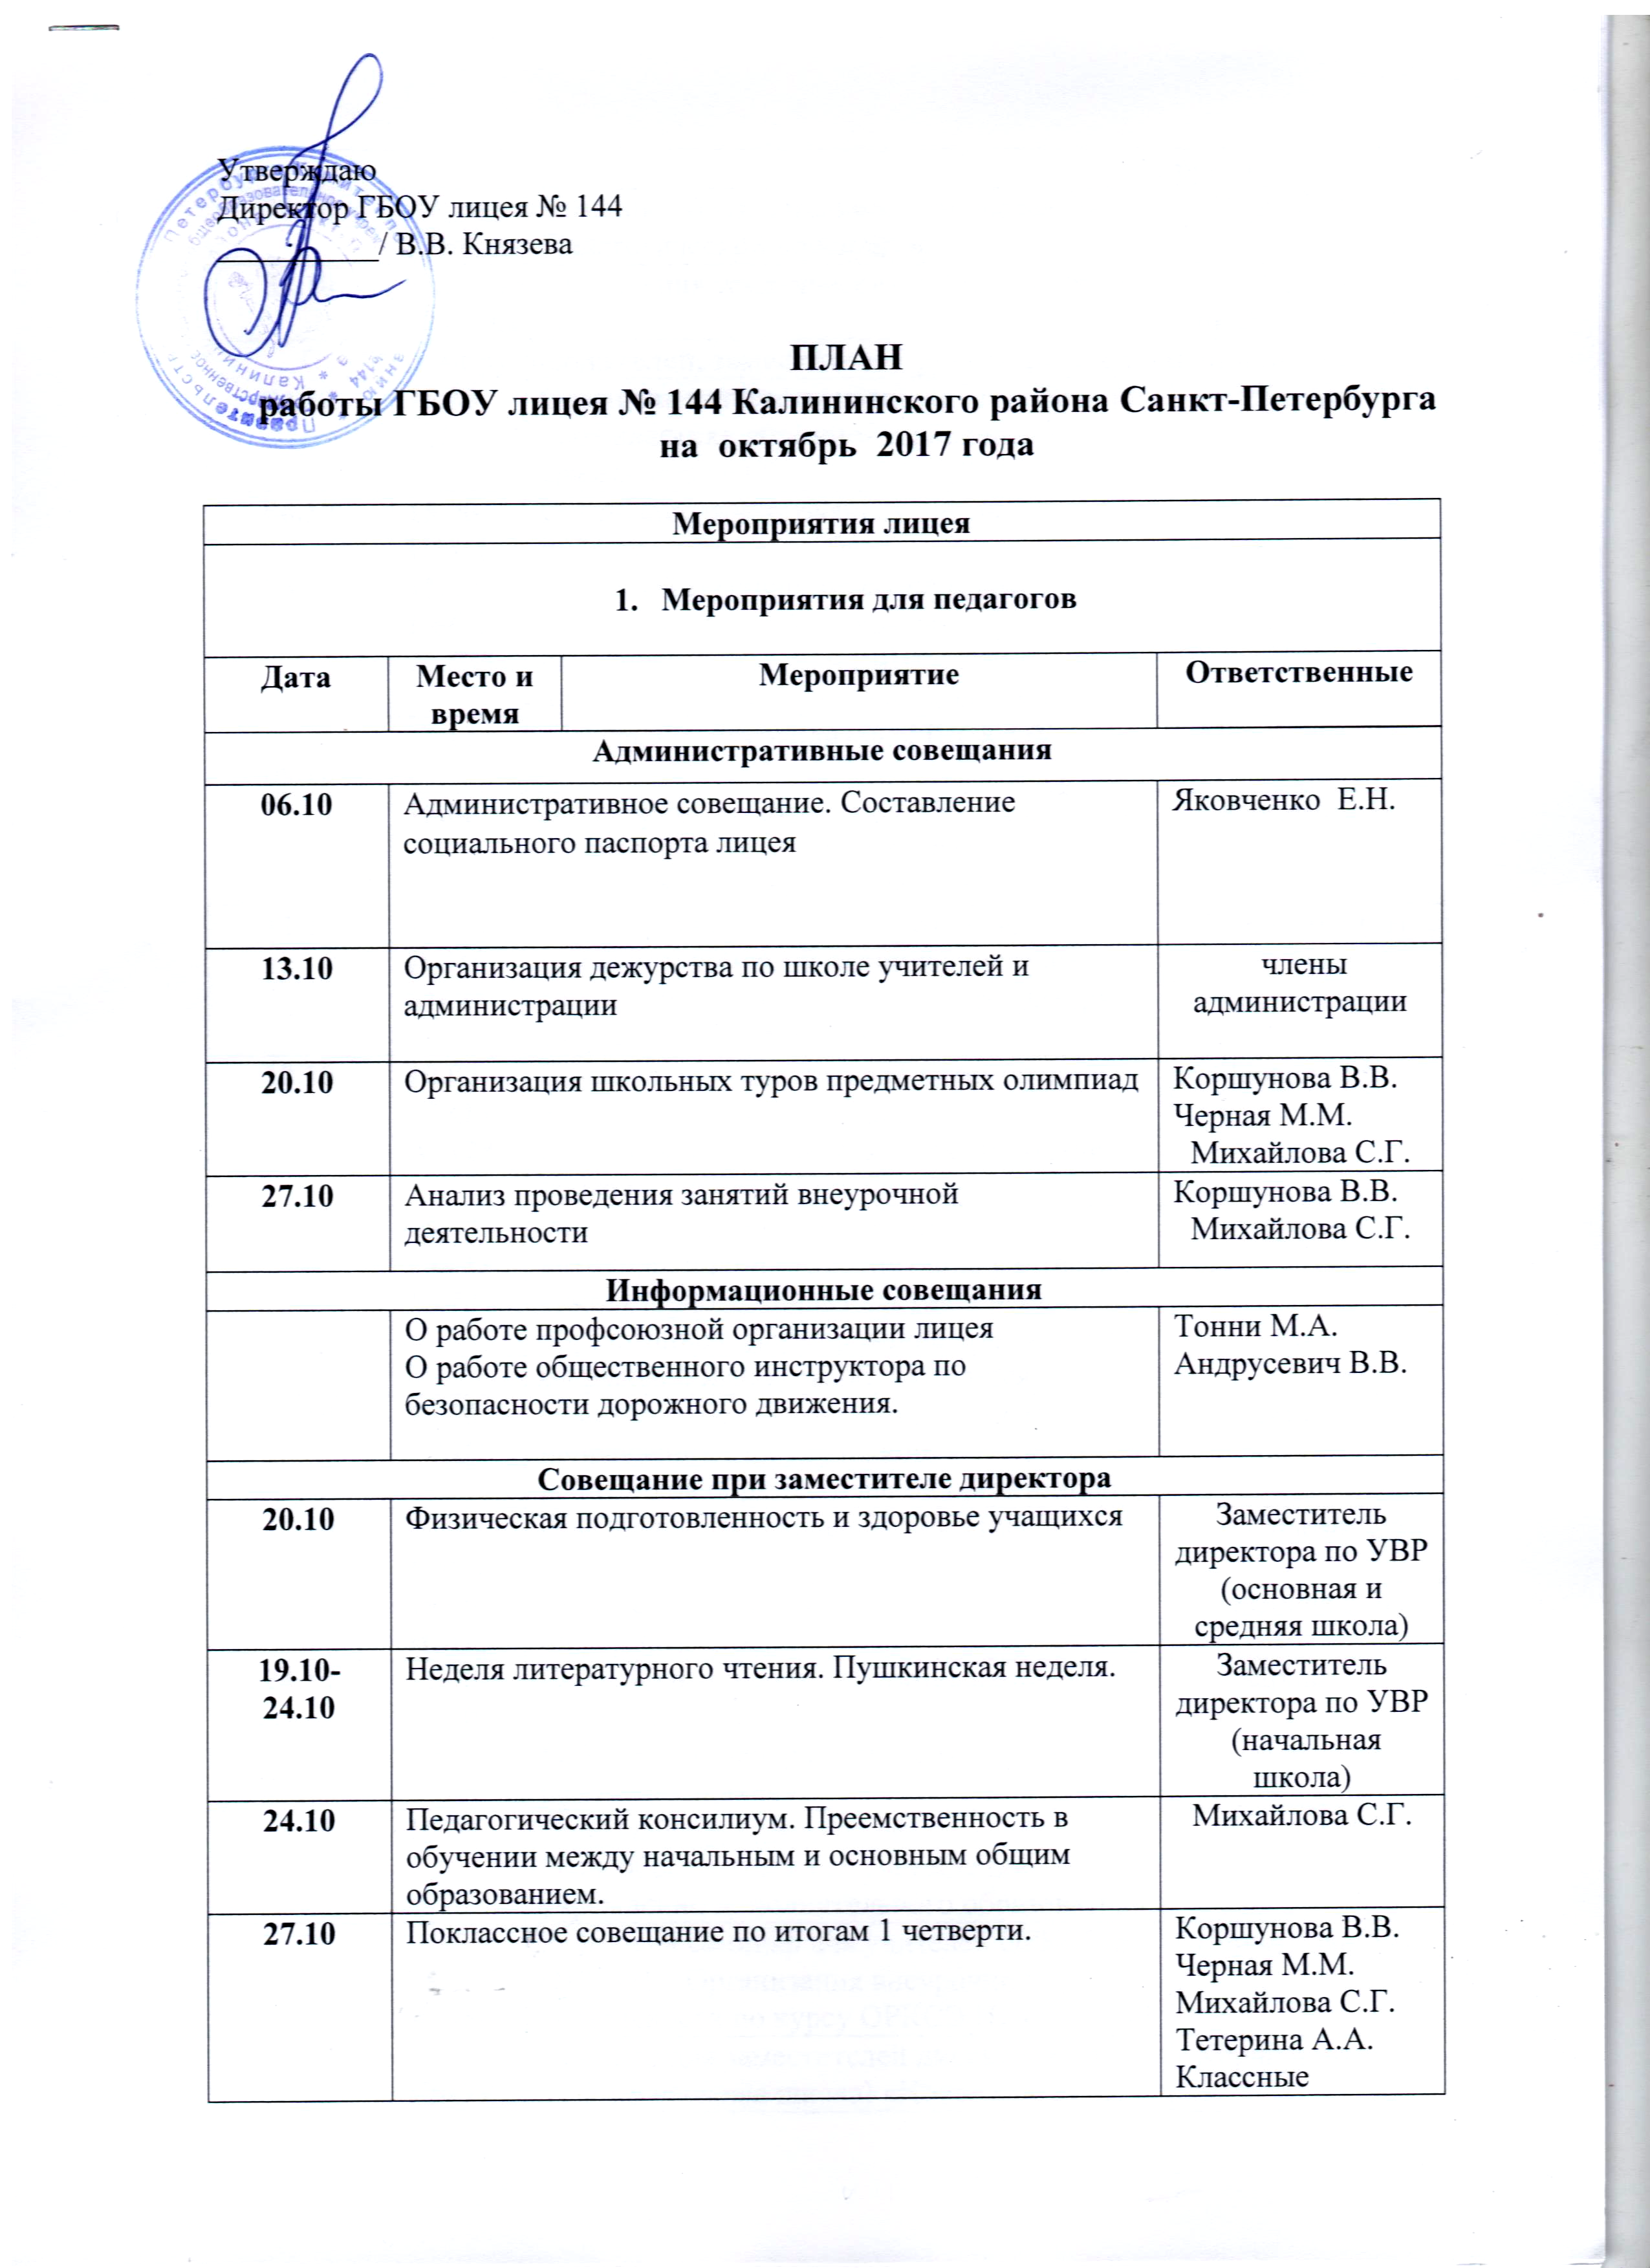 Утверждаю
Директор ГБОУ лицея № 144
/ В.В. Князева
ПЛАН
работы ГБОУ лицея № 144 Калининского района Санкт-Петербурга
на октябрь 2017 года
Мероприятия лицея
1. Мероприятия для педагогов
Дата
Место и
время
Мероприятие
Ответственные
Административные совещания
06.10
Административное совещание. Составление
социального паспорта лицея
Яковченко Е.Н.
13.10
Организация дежурства по школе учителей и
администрации
члены
администрации
20.10
Организация школьных туров предметных олимпиад
Коршунова В.В.
Черная М.М.
Михайлова С.Г.
27.10
Анализ проведения занятий внеурочной
деятельности
Коршунова В.В.
Михайлова С.Г.
Информационные совещания
О работе профсоюзной организации лицея
О работе общественного инструктора по
безопасности дорожного движения.
Тонни М.А.
Андрусевич В.В.
Совещание при заместителе директора
20.10
Физическая подготовленность и здоровье учащихся
Заместитель
директора по УВР
(основная и
средняя школа)
19.10-
24.10
Неделя литературного чтения. Пушкинская неделя.
Заместитель
директора по УВР
(начальная
школа)
24.10
Педагогический консилиум. Преемственность в
обучении между начальным и основным общим
образованием.
Михайлова С.Г.
27.10
Поклассное совещание по итогам 1 четверти.
Коршунова В.В.
Черная М.М.
Михайлова С.Г.
Тетерина А.А.
Классные